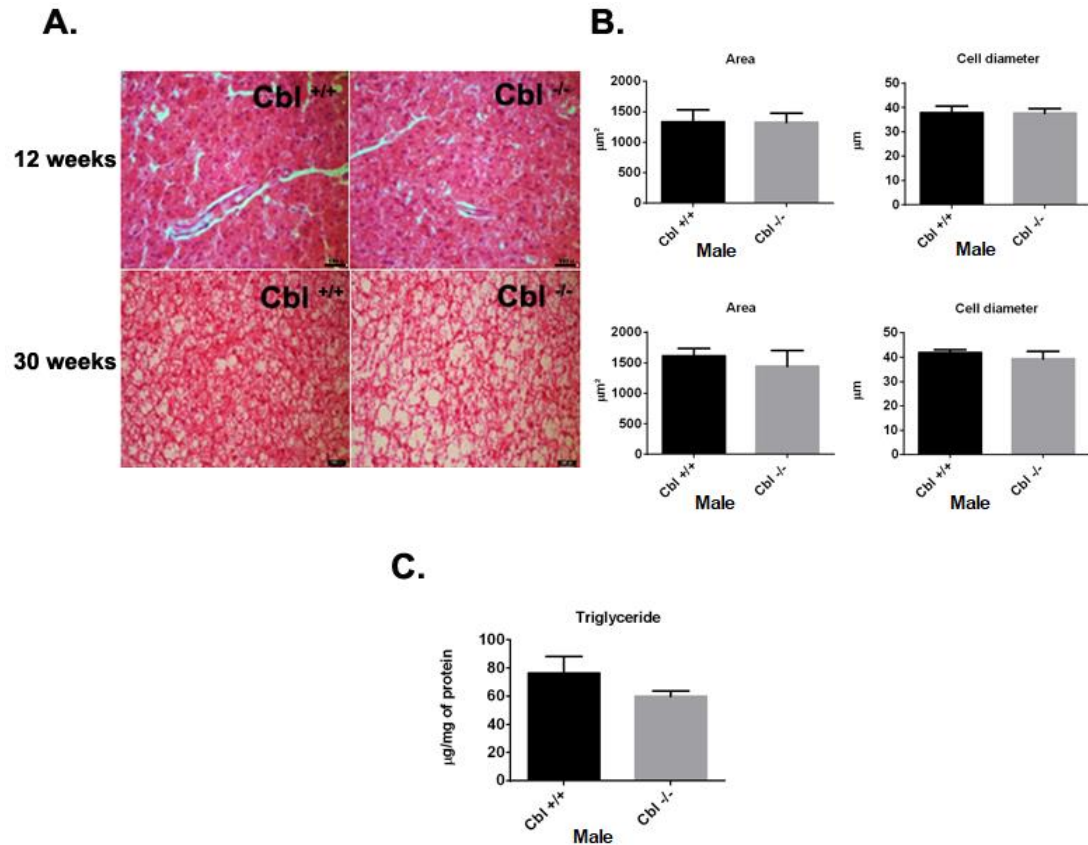 A.
Cbl +/+
Cbl -/-
12 weeks
Cbl +/+
Cbl -/-
30 weeks
B.
Area
2000
1500
1000
500
0
µm²
Cbl +/+
Cbl -/-
Male
Cell diameter
50
40
30
20
10
0
µm
Cbl +/+
Cbl -/-
Male
Area
2000
1500
1000
500
0
µm²
Cbl +/+
Cbl -/-
Male
Cell diameter
50
40
30
20
10
0
µm
Cbl +/+
Cbl -/-
Male
C.
Triglyceride
100
80
60
40
20
0
µg/mg of protein
Cbl +/+
Cbl -/-
Male